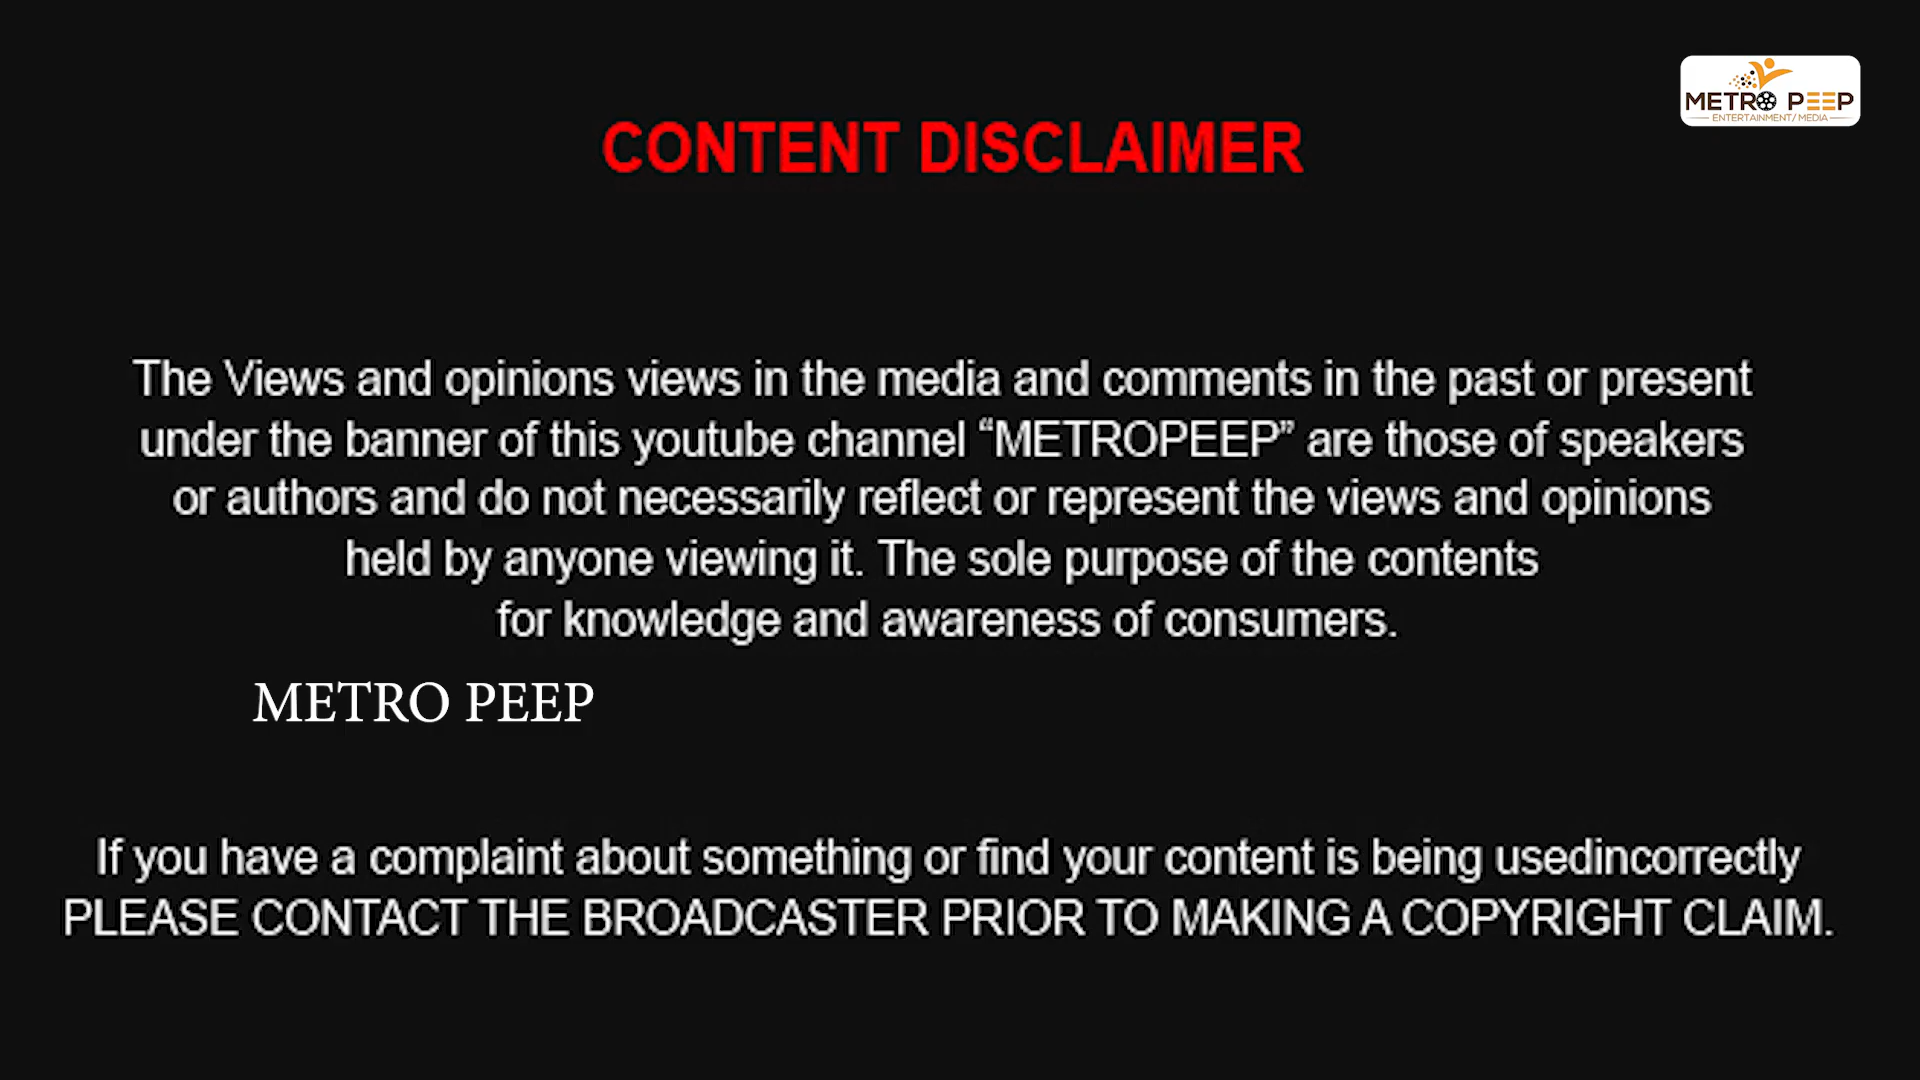 METRO PEEP
ENTERTAINMENT/ MEDIA
CONTENT DISCLAIMER
The Views and opinions views in the media and comments in the past or present
under the banner of this youtube channel “METROPEEP” are those of speakers
or authors and do not necessarily reflect or represent the views and opinions
held by anyone viewing it. The sole purpose of the contents
for knowledge and awareness of consumers.
METRO PEEP
If you have a complaint about something or find your content is being usedincorrectly
PLEASE CONTACT THE BROADCASTER PRIOR TO MAKING A COPYRIGHT CLAIM.